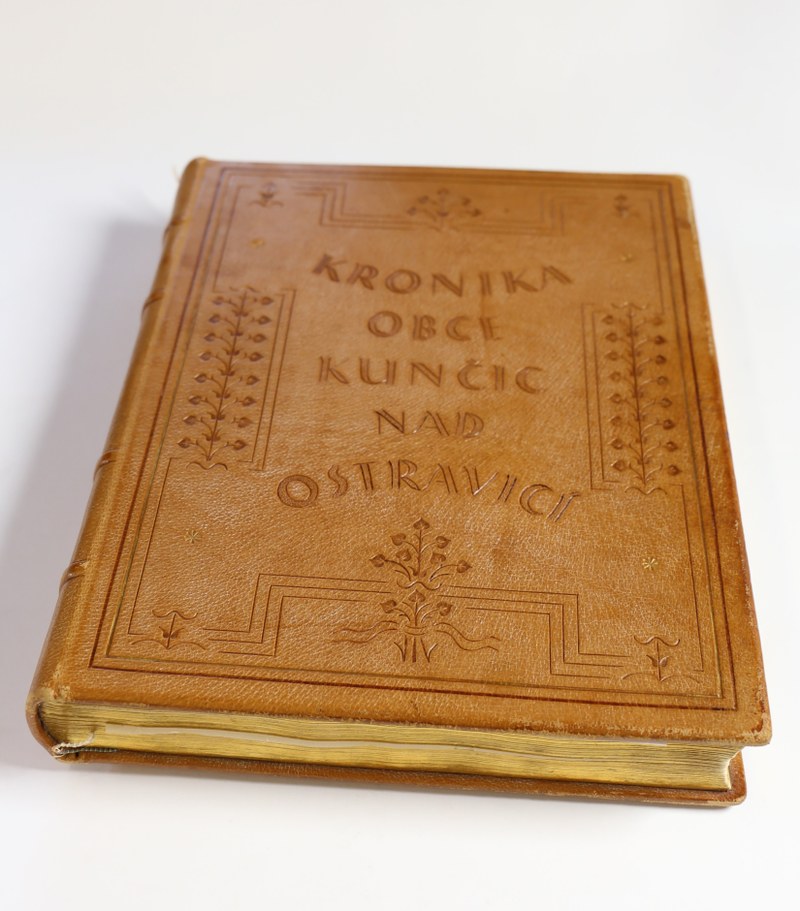 KRONIKA
OBCE
KUNČIC
NAD
OSTRAVICÍ